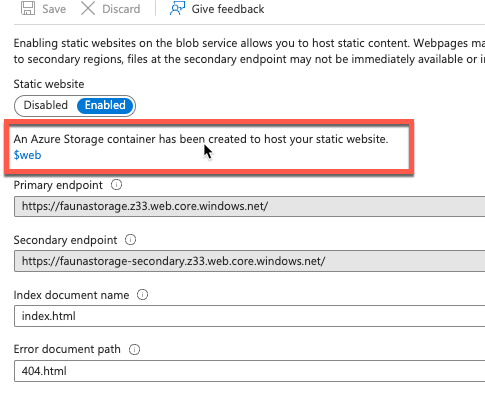 Save Discard Give feedback
Enabling static websites on the blob service allows you to host static content. Webpages ma
to secondary regions, files at the secondary endpoint may not be immediately available or i
Static website
Disabled Enabled
An Azure Storage container has been created to host your static website.
$web
Primary endpoint
https://faunastorage.z33.web.core.windows.net/
Secondary endpoint
https://faunastorage-secondary.z33.web.core.windows.net/
Index document name
index.html
Error document path
404.html